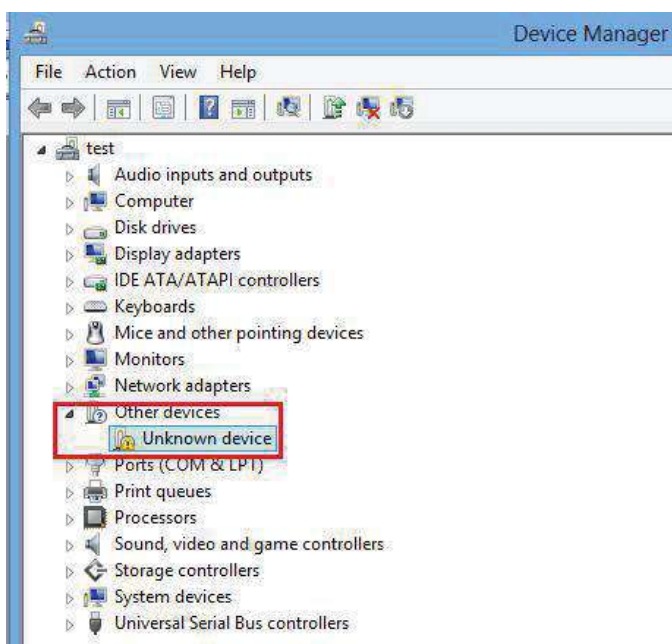 Device Manager
File Action View Help
test
Audio inputs and outputs
Computer
Disk drives
Display adapters
IDE ATA/ATAPI controllers
Keyboards
Mice and other pointing devices
Monitors
Network adapters
Other devices
Unknown device
Ports (COM & LPT)
Print queues
Processors
Sound, video and game controllers
Storage controllers
System devices
Universal Serial Bus controllers